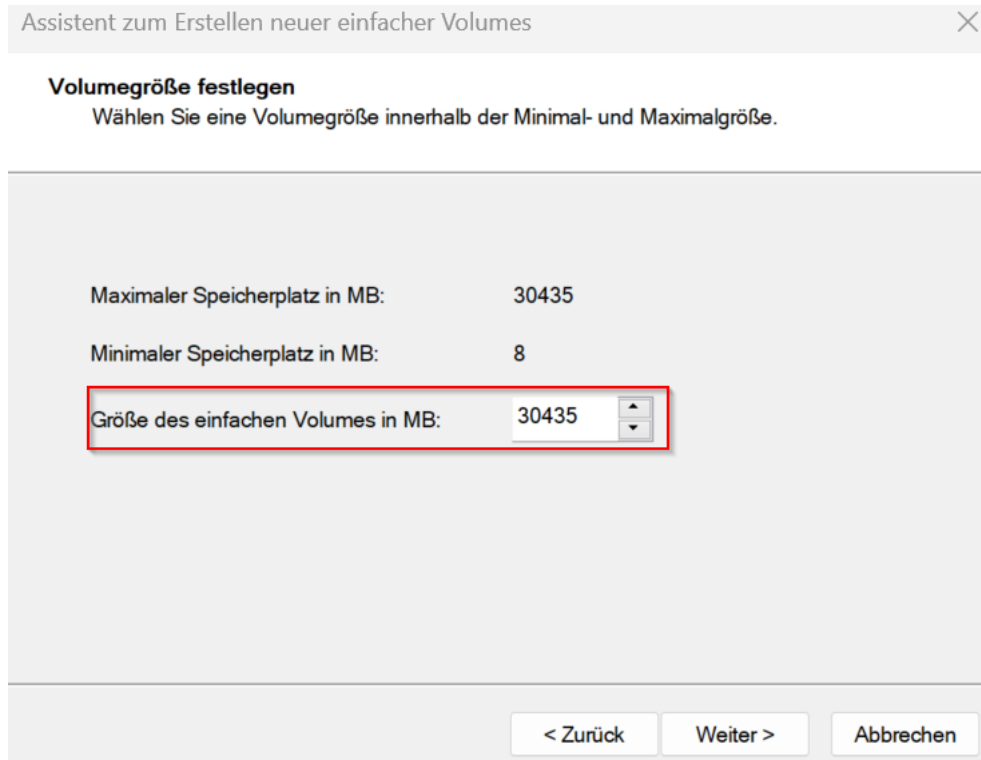 Assistent zum Erstellen neuer einfacher Volumes
Volumegröße festlegen
Wählen Sie eine Volumegröße innerhalb der Minimal- und Maximalgröße.
Maximaler Speicherplatz in MB: 30435
Minimaler Speicherplatz in MB: 8
Größe des einfachen Volumes in MB: 30435
< Zurück Weiter > Abbrechen